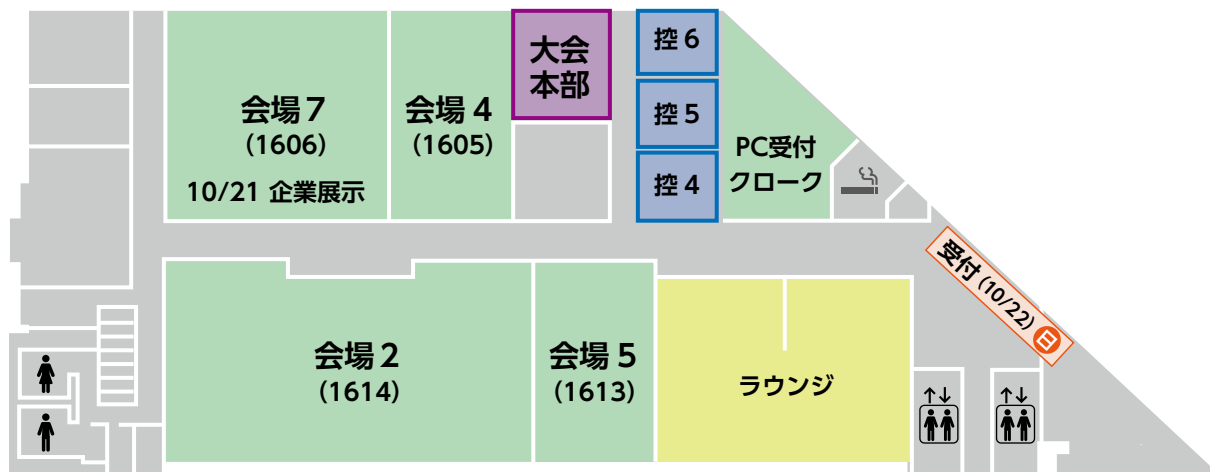 会場7
(1606)
10/21 企業展示
会場4
(1605)
大会
本部
控6
控5
控4
PC受付
クローク
受付 (10/22) 日
会場2
(1614)
会場5
(1613)
ラウンジ
↑↓
↑↓